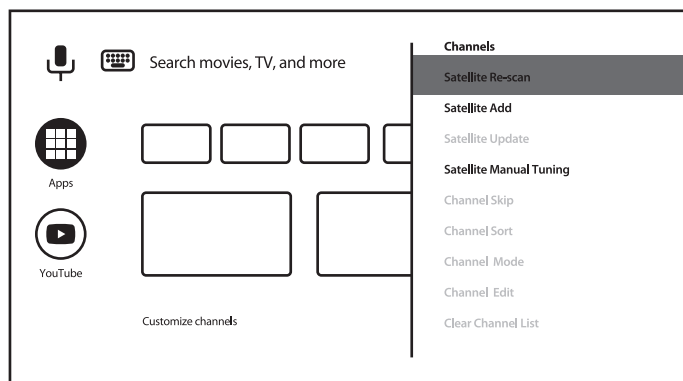 Search movies, TV, and more
Apps
YouTube
Customize channels
Channels
Satellite Re-scan
Satellite Add
Satellite Update
Satellite Manual Tuning
Channel Skip
Channel Sort
Channel Mode
Channel Edit
Clear Channel List